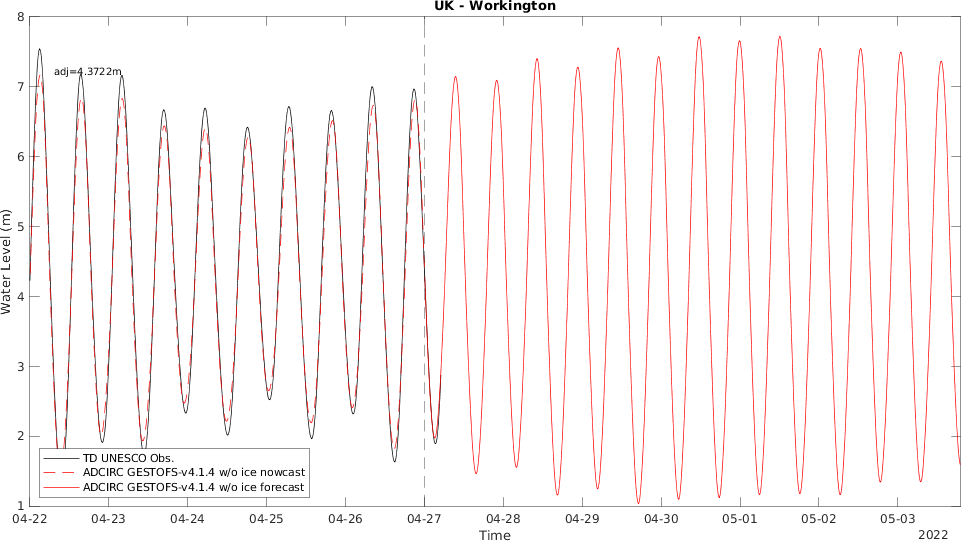 UK - Workington
8
7
6
5
4
3
2
1
Water Level (m)
adj=4.3722m
TD UNESCO Obs.
ADCIRC GESTOFS-v4.1.4 w/o ice nowcast
ADCIRC GESTOFS-v4.1.4 w/o ice forecast
04-22 04-23 04-24 04-25 04-26 04-27 04-28 04-29 04-30 05-01 05-02 05-03
Time
2022